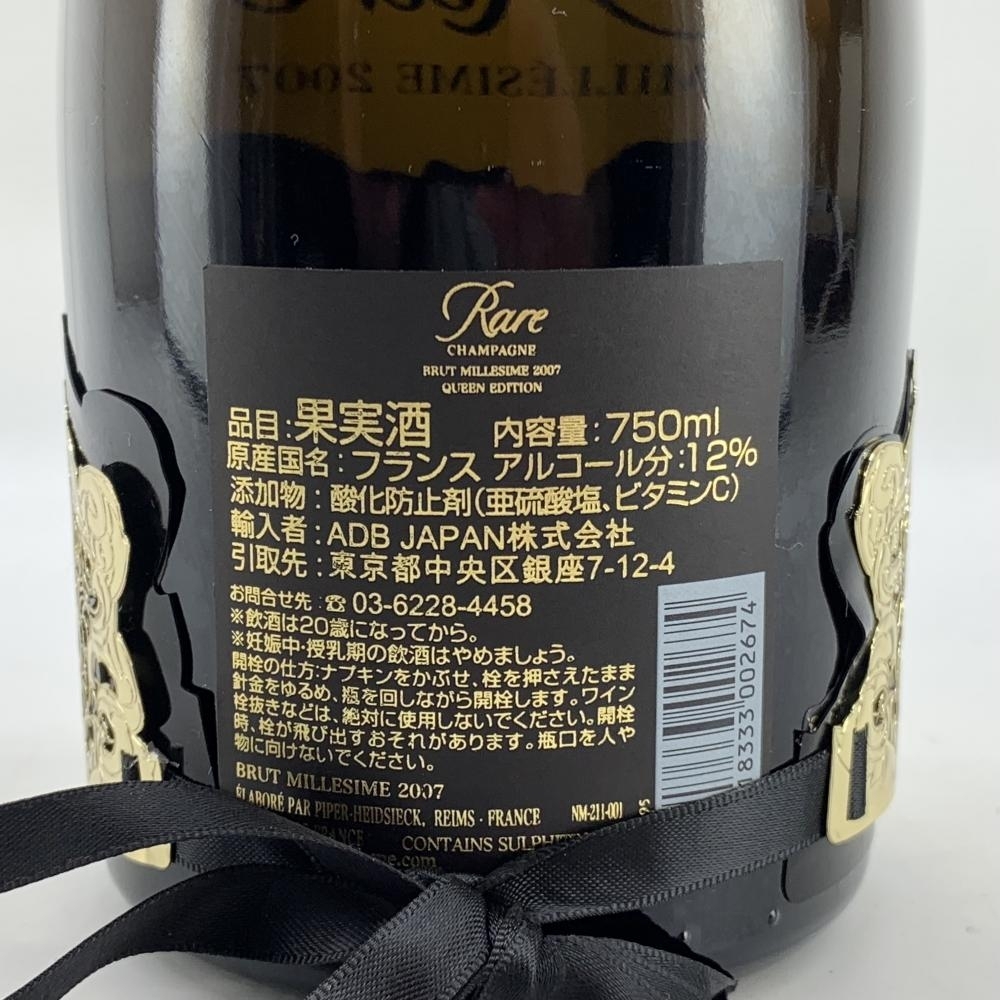 MILLÉSIME 2007
Rare
CHAMPAGNE
BRUT MILLESIME 2007
QUEEN EDITION
品目:果実酒 内容量:750ml
原産国名:フランス アルコール分:12%
添加物:酸化防止剤(亜硫酸塩、ビタミンC)
輸入者:ADB JAPAN株式会社
引取先:東京都中央区銀座7-12-4
お問合せ先:☎03-6228-4458
※飲酒は20歳になってから。
※妊娠中・授乳期の飲酒はやめましょう。
開栓の仕方:ナプキンをかぶせ、栓を押さえたまま
針金をゆるめ、瓶を回しながら開栓します。ワイン
栓抜きなどは、絶対に使用しないでください。開栓
時、栓が飛び出すおそれがあります。瓶口を人や
物に向けないでください。
BRUT MILLESIME 2007
ÉLABORÉ PAR PIPER-HEIDSIECK, REIMS · FRANCE NM-211-001
FRANCE CONTAINS
.com
18333 002674